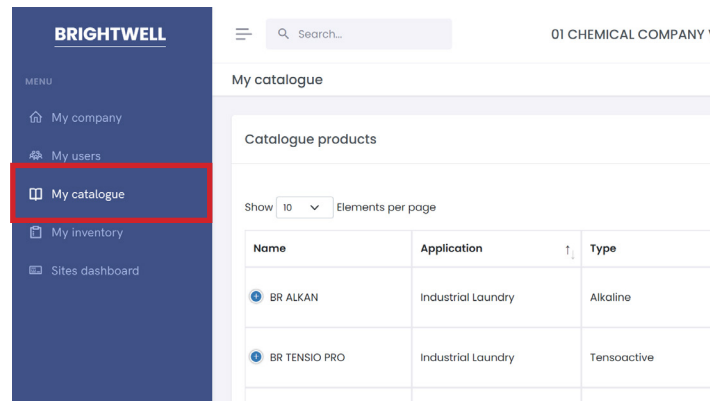 BRIGHTWELL
MENU
My company
My users
My catalogue
My inventory
Sites dashboard
Search...
01 CHEMICAL COMPANY
My catalogue
Catalogue products
Show 10 Elements per page
Name Application Type
BR ALKAN Industrial Laundry Alkaline
BR TENSIO PRO Industrial Laundry Tensoactive